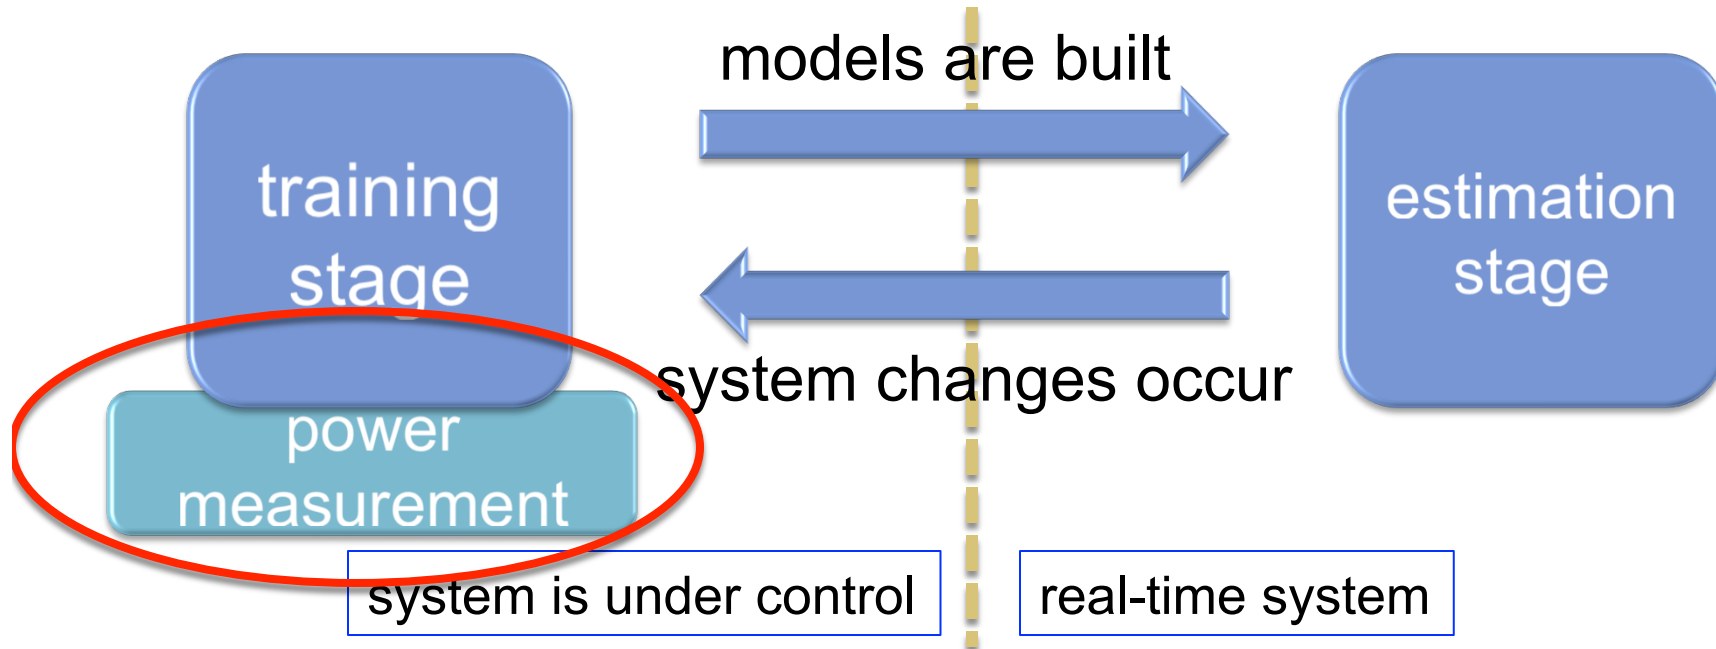 models are built
training
stage
estimation
stage
system changes occur
power
measurement
system is under control
real-time system